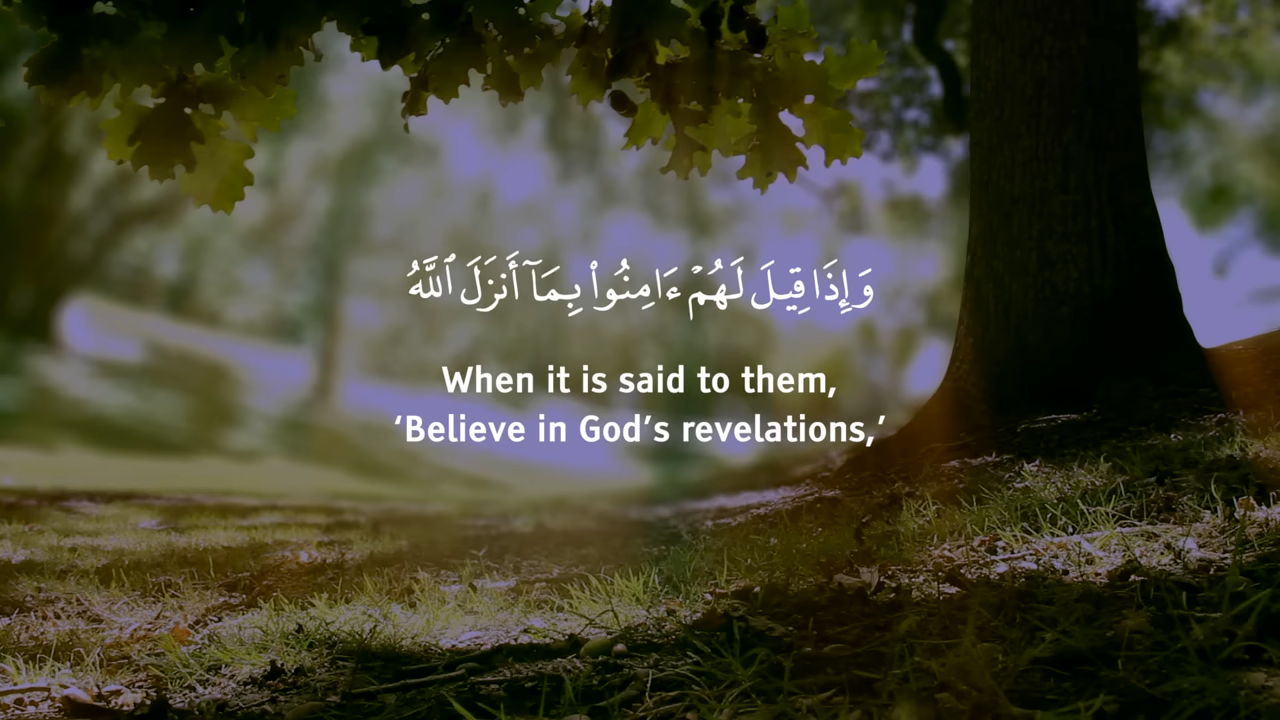 وَإِذَا قِيلَ لَهُمْ ءَامِنُوا۟ بِمَآ أَنزَلَ ٱللَّهُ
When it is said to them,
‘Believe in God’s revelations,’